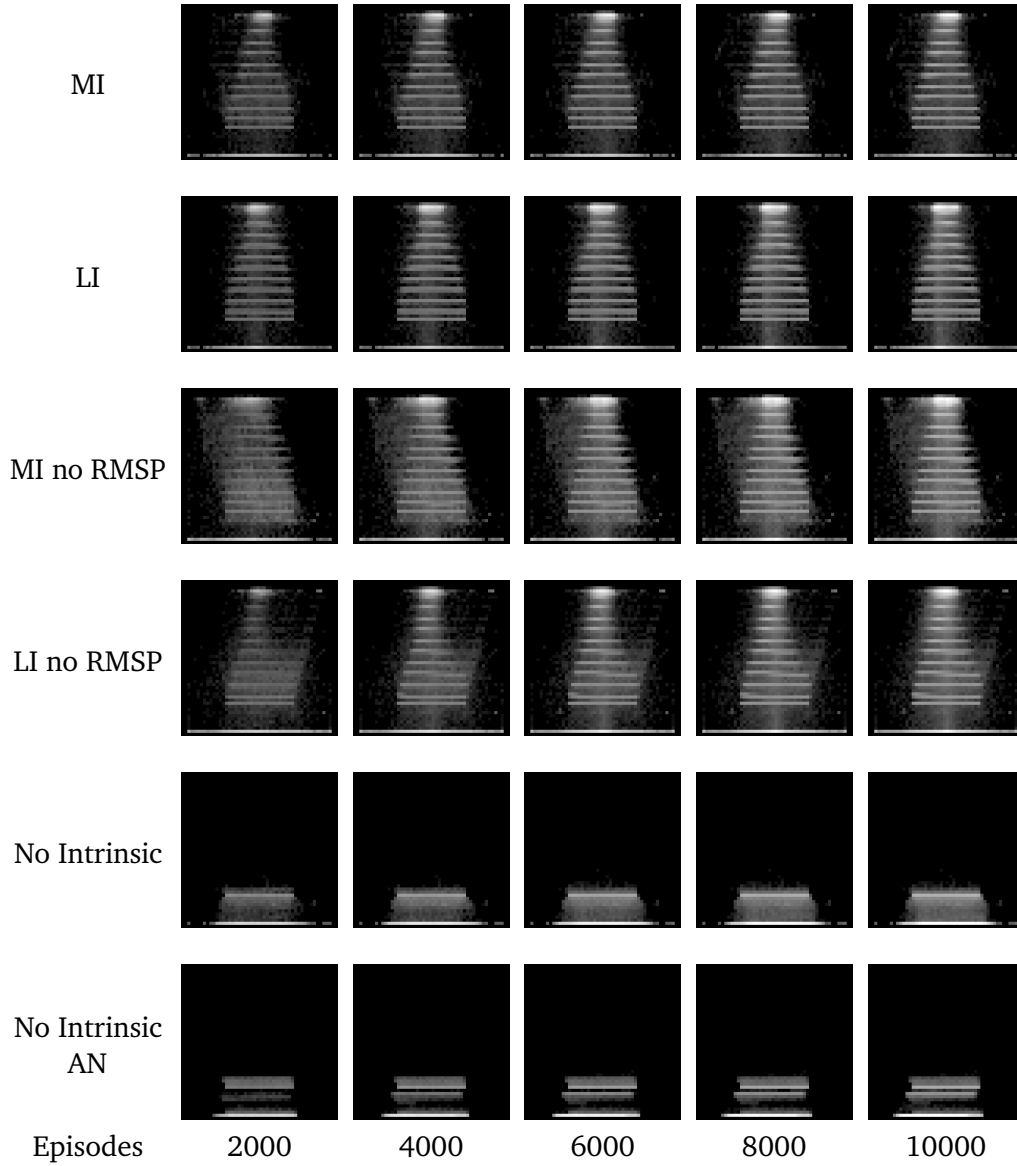 MI
LI
MI no RMSP
LI no RMSP
No Intrinsic
No Intrinsic
AN
Episodes 2000 4000 6000 8000 10000